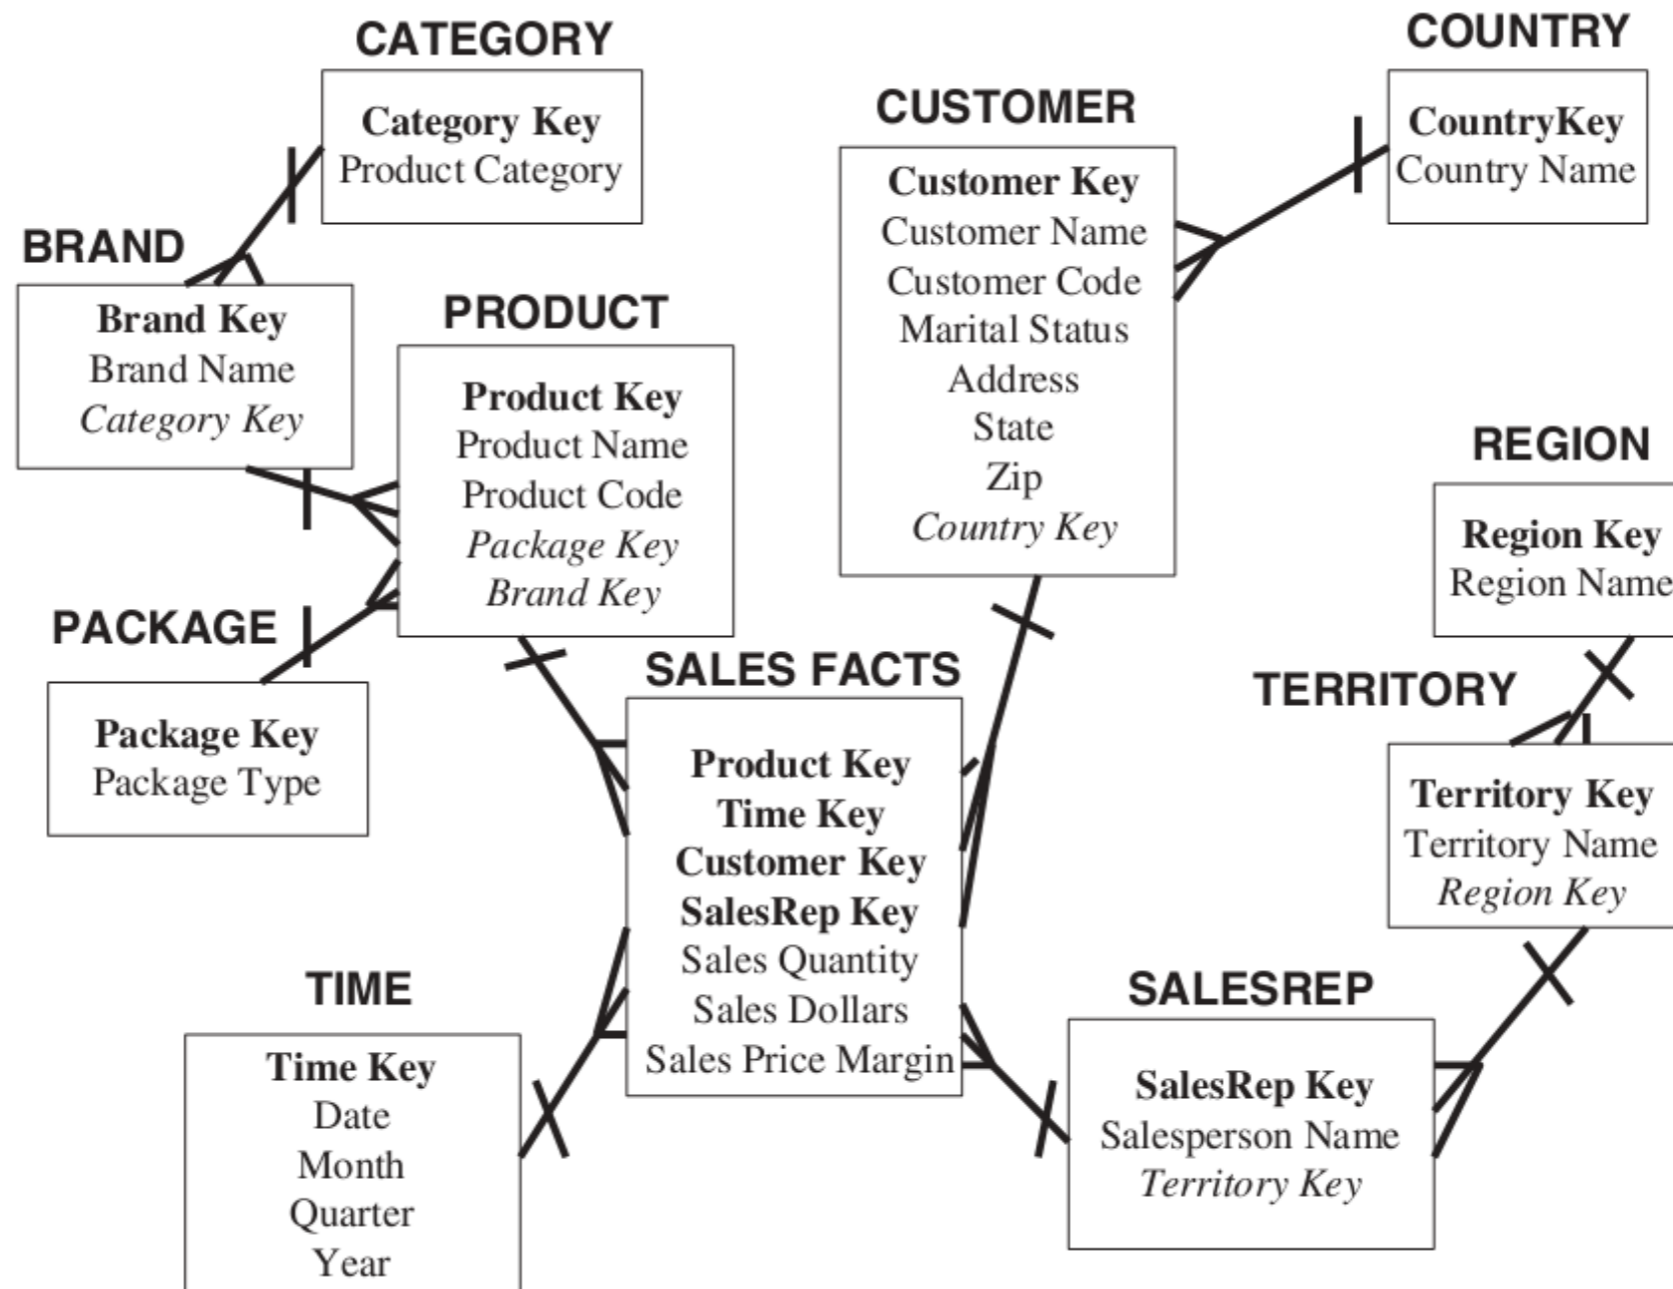 CATEGORY
Category Key
Product Category
BRAND
Brand Key
Brand Name
Category Key
PRODUCT
Product Key
Product Name
Product Code
Package Key
Brand Key
PACKAGE
Package Key
Package Type
CUSTOMER
Customer Key
Customer Name
Customer Code
Marital Status
Address
State
Zip
Country Key
COUNTRY
CountryKey
Country Name
SALES FACTS
Product Key
Time Key
Customer Key
SalesRep Key
Sales Quantity
Sales Dollars
Sales Price Margin
REGION
Region Key
Region Name
TERRITORY
Territory Key
Territory Name
Region Key
TIME
Time Key
Date
Month
Quarter
Year
SALESREP
SalesRep Key
Salesperson Name
Territory Key